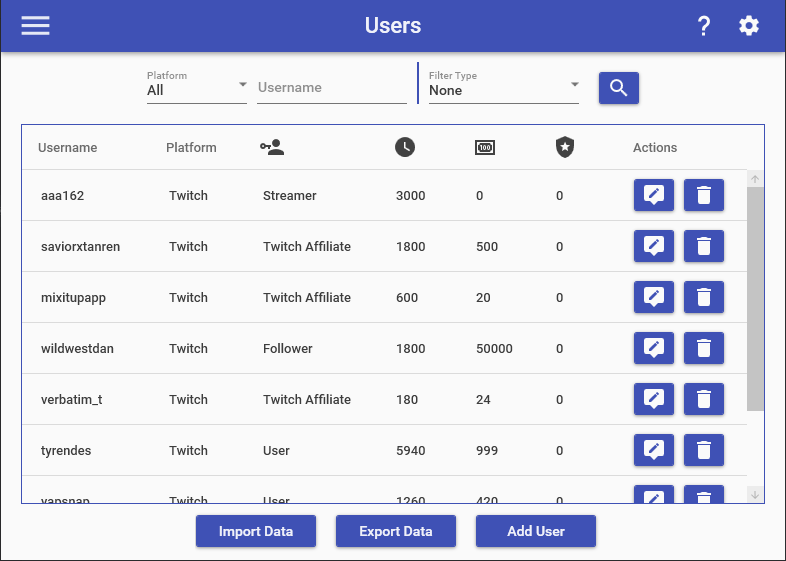 Users
?
Platform
All
Username
Filter Type
None
Username Platform 100 Actions
aaa162 Twitch Streamer 3000 0 0
saviorxtanren Twitch Twitch Affiliate 1800 500 0
mixitupapp Twitch Twitch Affiliate 600 20 0
wildwestdan Twitch Follower 1800 50000 0
verbatim_t Twitch Twitch Affiliate 180 24 0
tyrendes Twitch User 5940 999 0
vapsnap Twitch User 1260 420 0
Import Data Export Data Add User